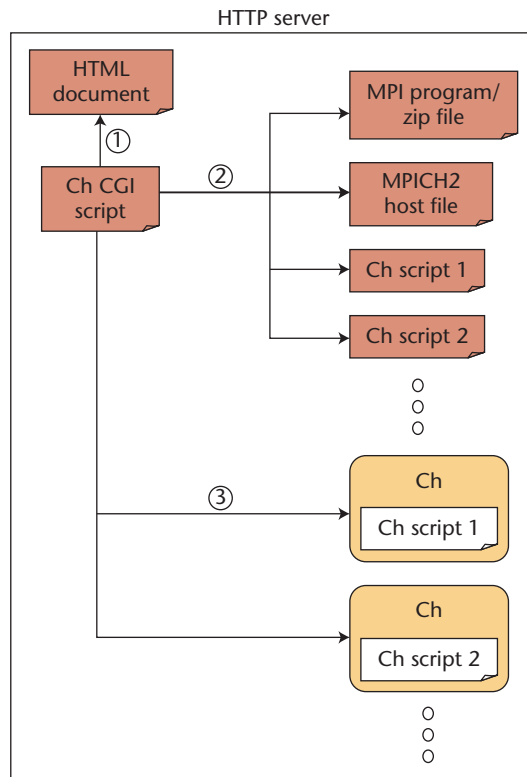 HTTP server
HTML
document
①
Ch CGI
script
②
MPI program/
zip file
MPICH2
host file
Ch script 1
Ch script 2
③
Ch
Ch script 1
Ch
Ch script 2